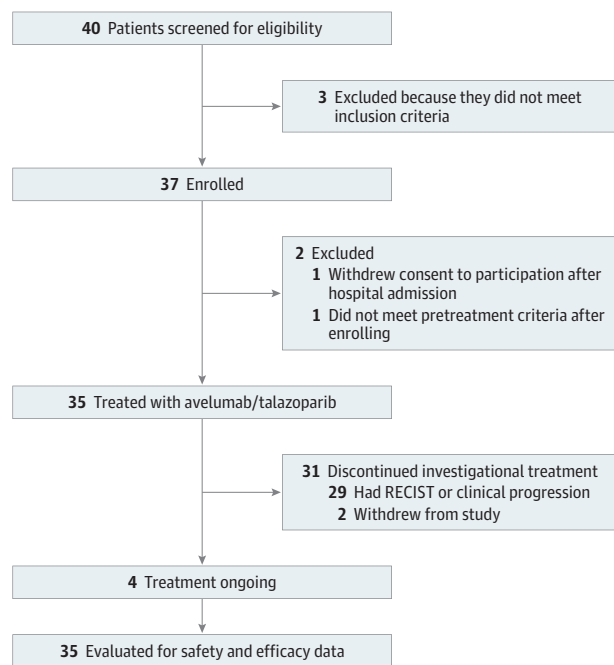 40 Patients screened for eligibility
3 Excluded because they did not meet
inclusion criteria
37 Enrolled
2 Excluded
1 Withdrew consent to participation after
hospital admission
1 Did not meet pretreatment criteria after
enrolling
35 Treated with avelumab/talazoparib
31 Discontinued investigational treatment
29 Had RECIST or clinical progression
2 Withdrew from study
4 Treatment ongoing
35 Evaluated for safety and efficacy data